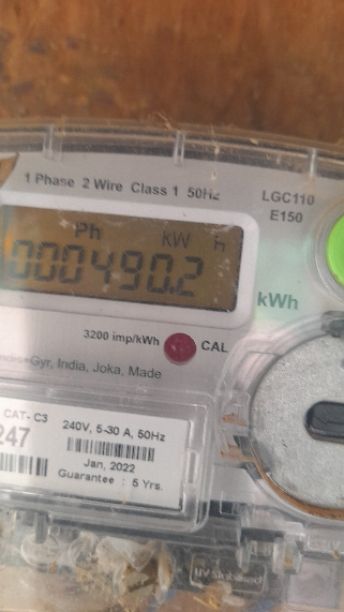 1 Phase 2 Wire Class 1 50Hz
LGC110
E150
Ph kW h
000490.2
kWh
3200 imp/kWh CAL
Gyr, India, Joka, Made
CAT- C3 240V, 5-30 A, 50Hz
247
Jan, 2022
Guarantee : 5 Yrs.